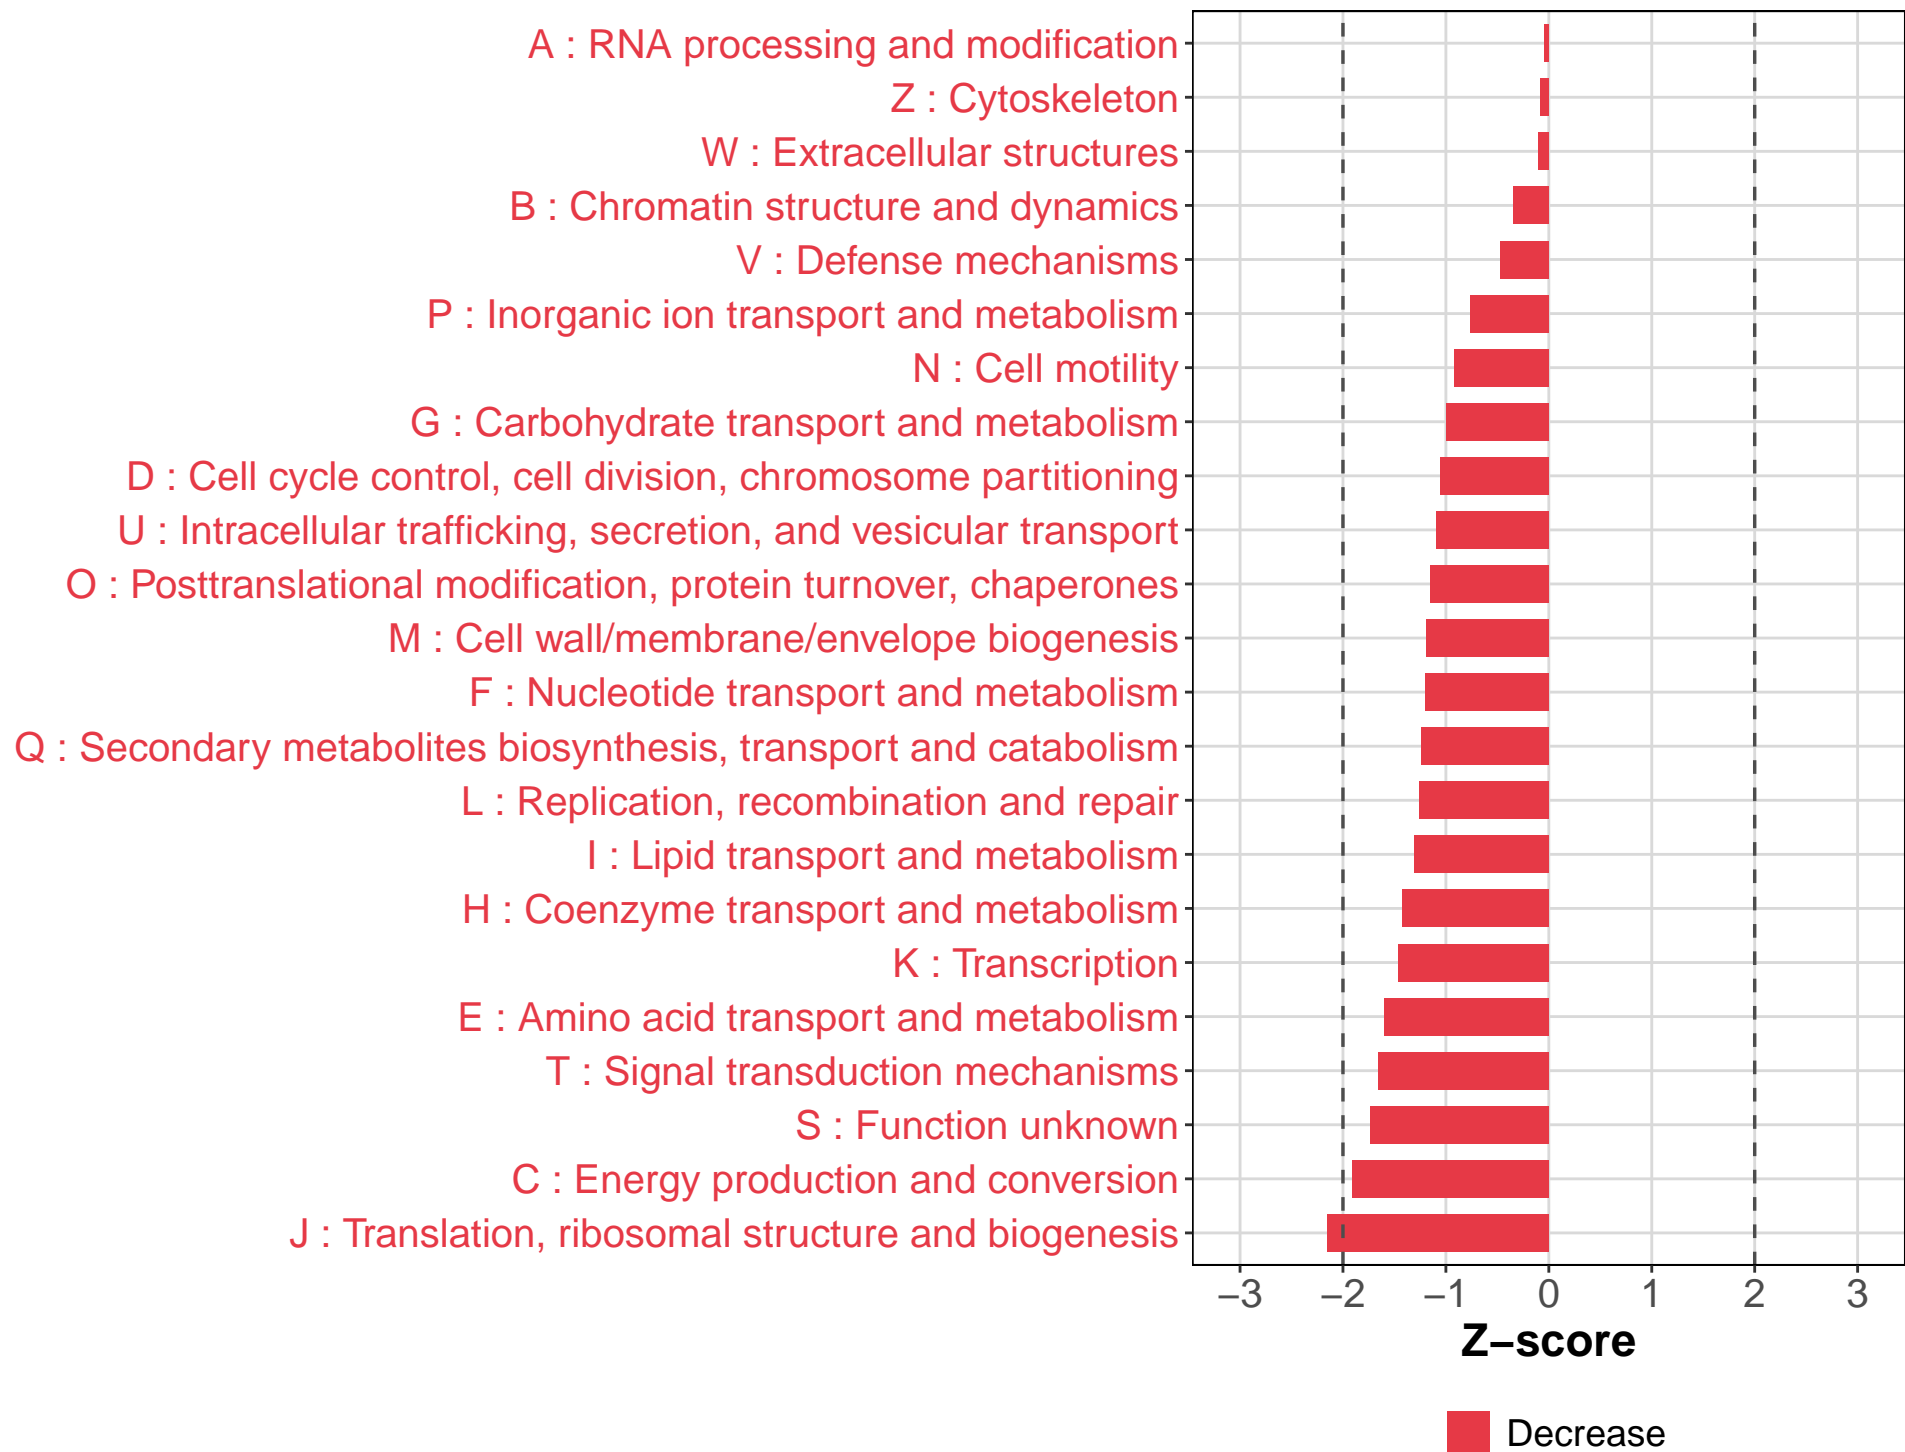 A : RNA processing and modification
Z : Cytoskeleton
W : Extracellular structures
B : Chromatin structure and dynamics
V : Defense mechanisms
P : Inorganic ion transport and metabolism
N : Cell motility
G : Carbohydrate transport and metabolism
D : Cell cycle control, cell division, chromosome partitioning
U : Intracellular trafficking, secretion, and vesicular transport
O : Posttranslational modification, protein turnover, chaperones
M : Cell wall/membrane/envelope biogenesis
F : Nucleotide transport and metabolism
Q : Secondary metabolites biosynthesis, transport and catabolism
L : Replication, recombination and repair
I : Lipid transport and metabolism
H : Coenzyme transport and metabolism
K : Transcription
E : Amino acid transport and metabolism
T : Signal transduction mechanisms
S : Function unknown
C : Energy production and conversion
J : Translation, ribosomal structure and biogenesis
−3 −2 −1 0 1 2 3
Z−score
Decrease